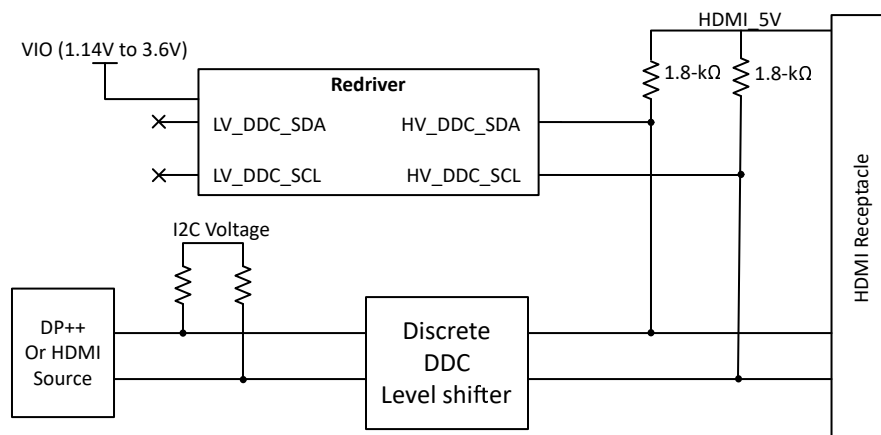 HDMI_5V
VIO (1.14V to 3.6V)
1.8-kΩ
1.8-kΩ
Redriver
LV_DDC_SDA
HV_DDC_SDA
LV_DDC_SCL
HV_DDC_SCL
HDMI Receptacle
I2C Voltage
DP++
Or HDMI
Source
Discrete
DDC
Level shifter